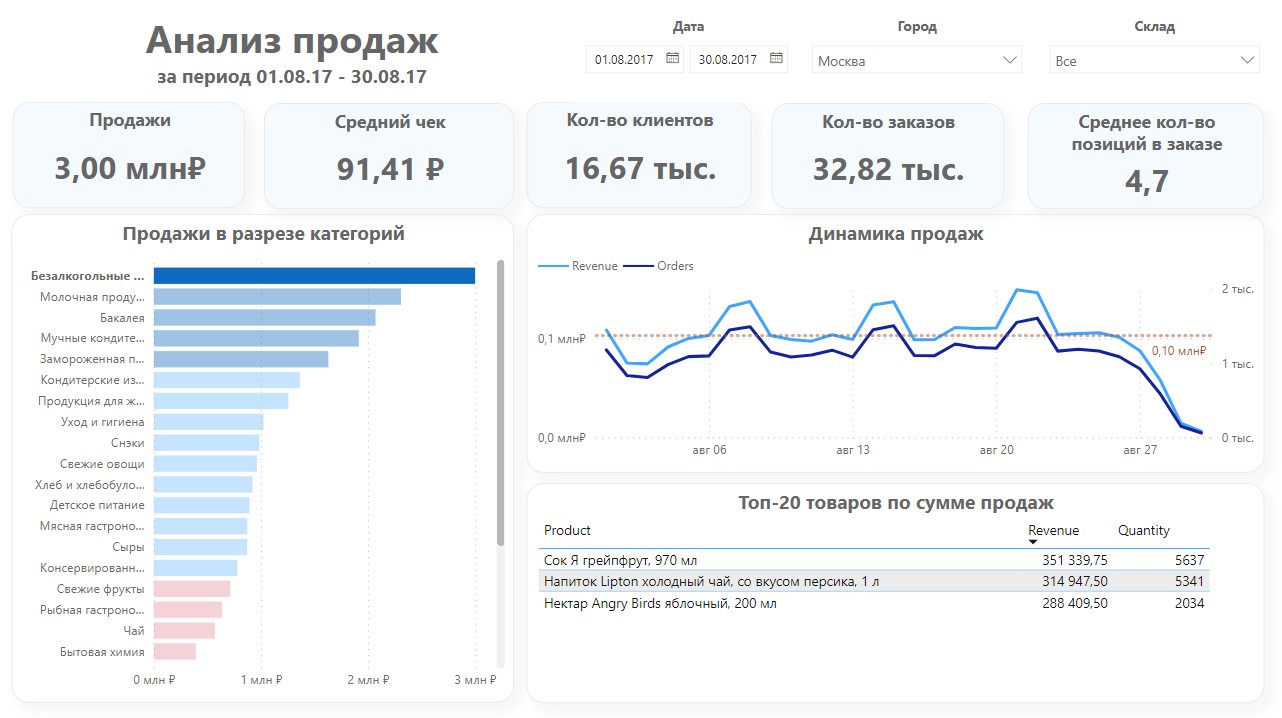 Анализ продаж
за период 01.08.17 - 30.08.17
Дата
01.08.2017
30.08.2017
Город
Москва
Склад
Все
Продажи
3,00 млн₽
Средний чек
91,41 ₽
Кол-во клиентов
16,67 тыс.
Кол-во заказов
32,82 тыс.
Среднее кол-во
позиций в заказе
4,7
Продажи в разрезе категорий
Безалкогольные ...
Молочная проду...
Бакалея
Мучные кондите...
Замороженная п...
Кондитерские из...
Продукция для ж...
Уход и гигиена
Снэки
Свежие овощи
Хлеб и хлебобуло...
Детское питание
Мясная гастроно...
Сыры
Консервированн...
Свежие фрукты
Рыбная гастроно...
Чай
Бытовая химия
0 млн ₽ 1 млн ₽ 2 млн ₽ 3 млн ₽
Динамика продаж
Revenue Orders
2 тыс.
0,1 млн₽
0,10 млн₽
1 тыс.
0,0 млн₽
0 тыс.
авг 06 авг 13 авг 20 авг 27
Топ-20 товаров по сумме продаж
Product Revenue Quantity
Сок Я грейпфрут, 970 мл 351 339,75 5637
Напиток Lipton холодный чай, со вкусом персика, 1 л 314 947,50 5341
Нектар Angry Birds яблочный, 200 мл 288 409,50 2034